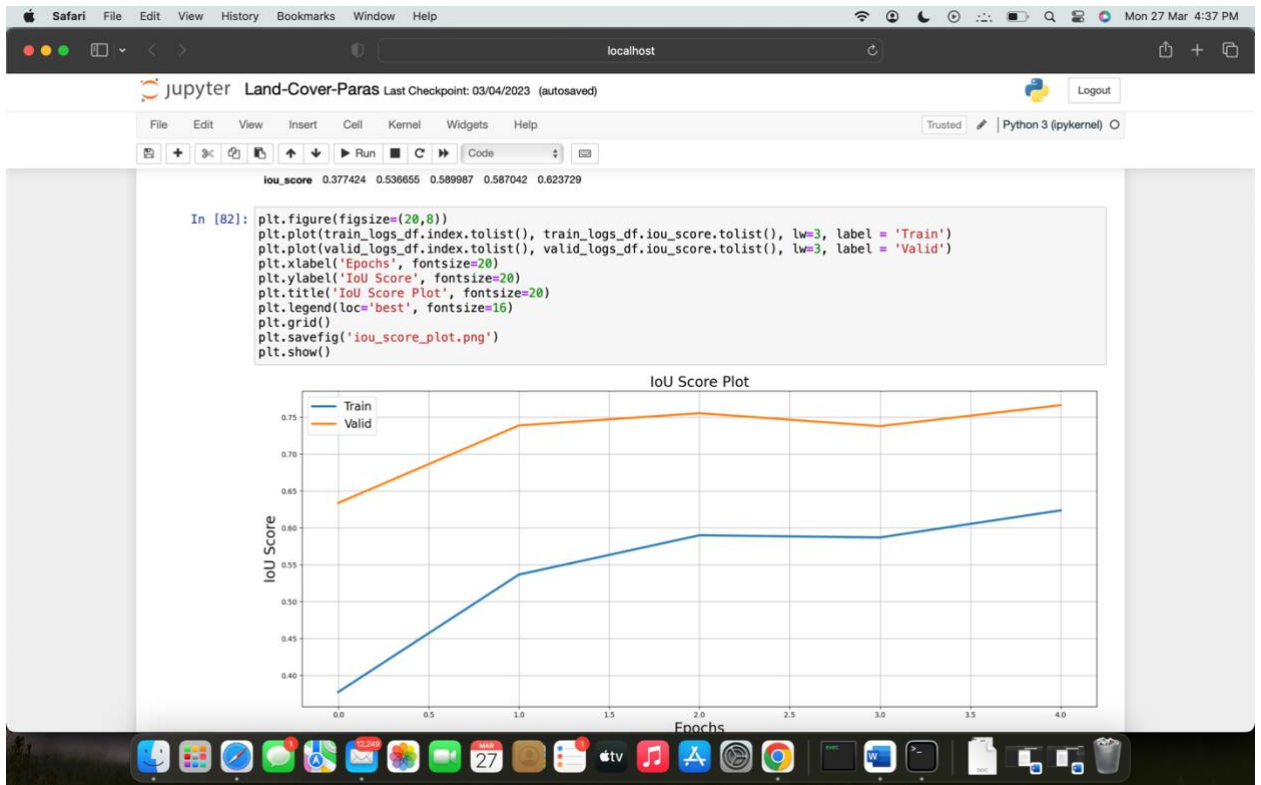 Safari File Edit View History Bookmarks Window Help Mon 27 Mar 4:37 PM
localhost
jupyter Land-Cover-Paras Last Checkpoint: 03/04/2023 (autosaved) Logout
File Edit View Insert Cell Kernel Widgets Help Trusted Python 3 (ipykernel)
Run Code
iou_score 0.377424 0.536655 0.589987 0.587042 0.623729
In [82]: plt.figure(figsize=(20,8))
plt.plot(train_logs_df.index.tolist(), train_logs_df.iou_score.tolist(), lw=3, label = 'Train')
plt.plot(valid_logs_df.index.tolist(), valid_logs_df.iou_score.tolist(), lw=3, label = 'Valid')
plt.xlabel('Epochs', fontsize=20)
plt.ylabel('IoU Score', fontsize=20)
plt.title('IoU Score Plot', fontsize=20)
plt.legend(loc='best', fontsize=16)
plt.grid()
plt.savefig('iou_score_plot.png')
plt.show()
IoU Score Plot
Train
Valid
0.75
0.70
0.65
0.60
0.55
0.50
0.45
0.40
IoU Score
0.0 0.5 1.0 1.5 2.0 2.5 3.0 3.5 4.0
Epochs
1 12,249 MAR 27 1 tv W